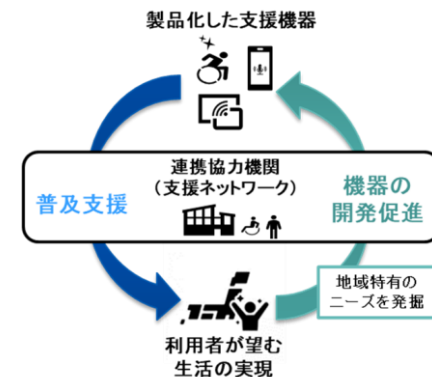 製品化した支援機器
連携協力機関
（支援ネットワーク）
普及支援
機器の
開発促進
地域特有の
ニーズを発掘
利用者が望む
生活の実現